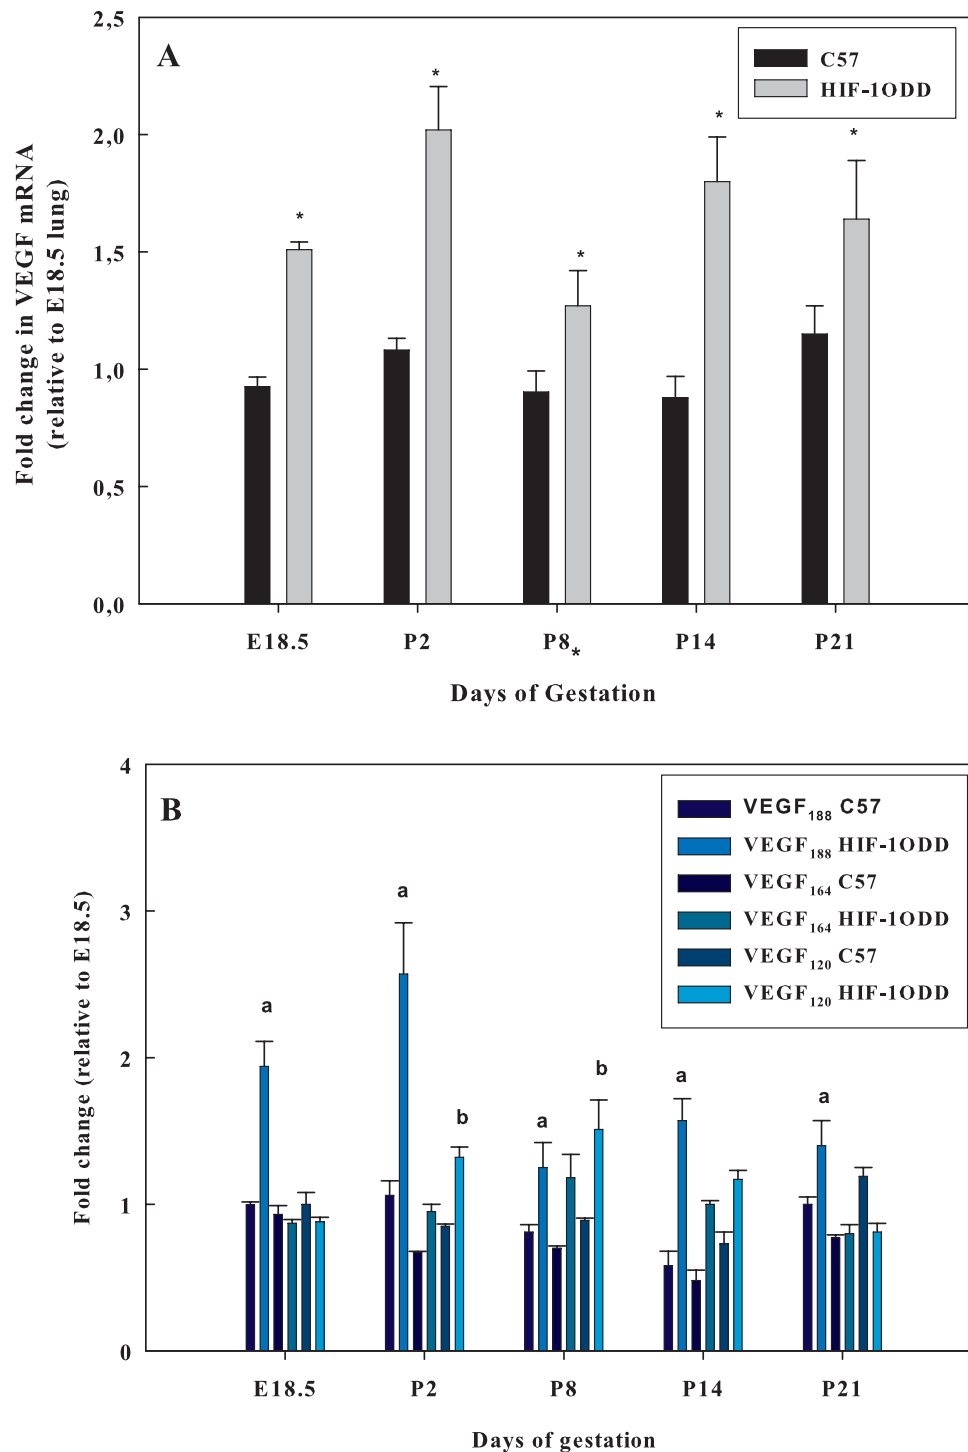 2,5
A
C57
HIF-1ODD
*
*
*
*
*
2,0
1,5
1,0
0,5
0,0
Fold change in VEGF mRNA
(relative to E18.5 lung)
E18.5 P2 P8* P14 P21
Days of Gestation
4
B
VEGF188 C57
VEGF188 HIF-1ODD
VEGF164 C57
VEGF164 HIF-1ODD
VEGF120 C57
VEGF120 HIF-1ODD
a
a
b
a
b
a
a
3
2
1
0
Fold change (relative to E18.5)
E18.5 P2 P8 P14 P21
Days of gestation